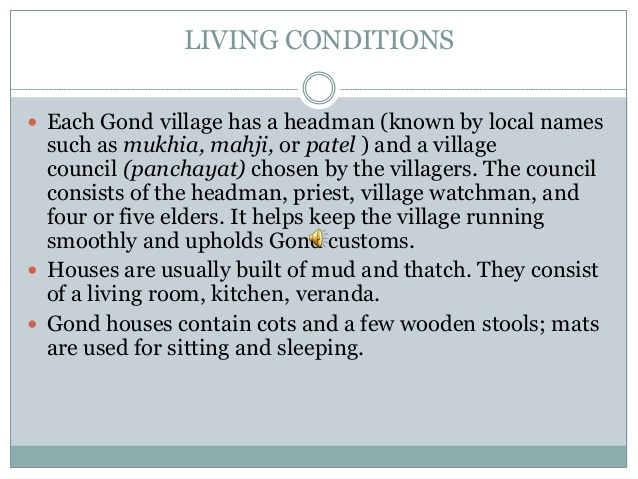 LIVING CONDITIONS
Each Gond village has a headman (known by local names
such as mukhia, mahji, or patel ) and a village
council (panchayat) chosen by the villagers. The council
consists of the headman, priest, village watchman, and
four or five elders. It helps keep the village running
smoothly and upholds Gond customs.
Houses are usually built of mud and thatch. They consist
of a living room, kitchen, veranda.
Gond houses contain cots and a few wooden stools; mats
are used for sitting and sleeping.